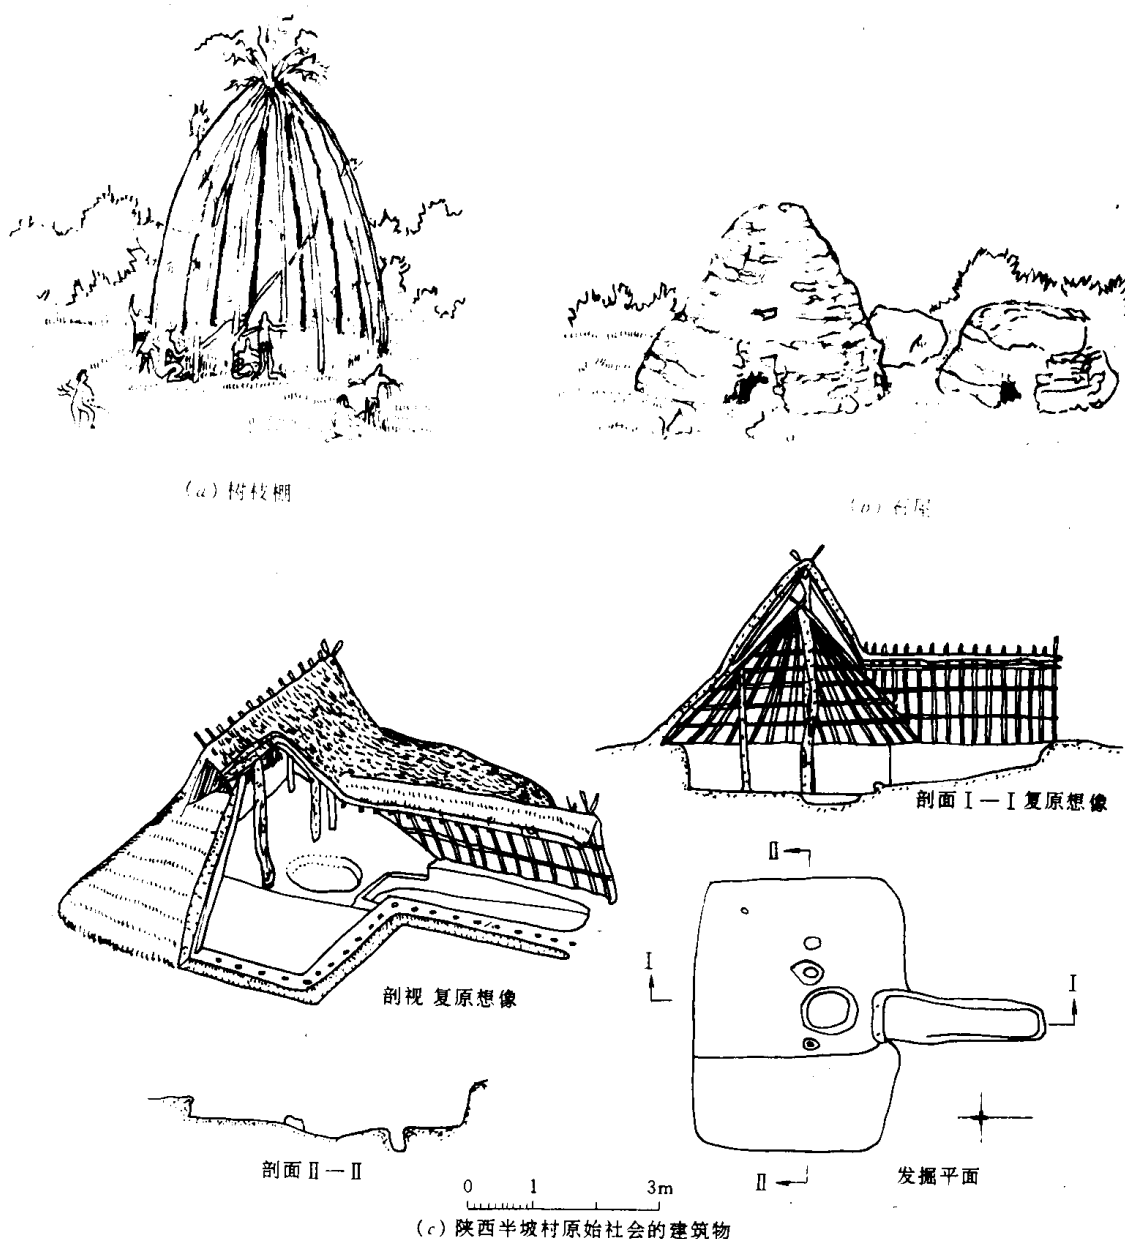 (a) 树枝棚
(b) 石屋
剖面 Ⅰ—Ⅰ 复原想像
Ⅱ
Ⅰ
Ⅰ
剖视 复原想像
剖面 Ⅱ—Ⅱ
Ⅱ
发掘平面
0 1 3m
(c) 陕西半坡村原始社会的建筑物